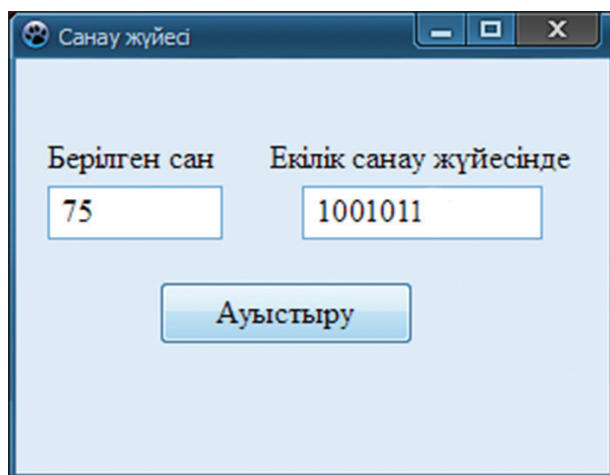 Санау жүйесі
Берілген сан Екілік санау жүйесінде
75 1001011
Ауыстыру